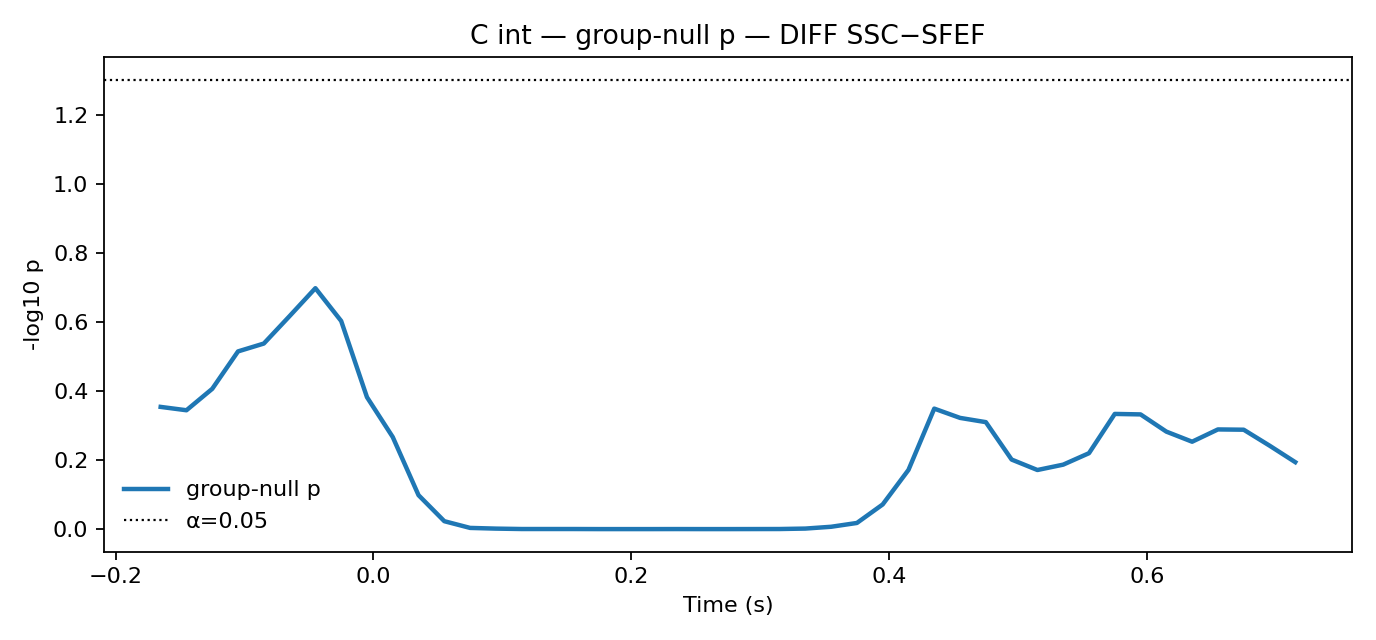 C int — group-null p — DIFF SSC−SFEF
-log10 p
1.2
1.0
0.8
0.6
0.4
0.2
0.0
group-null p
α=0.05
−0.2 0.0 0.2 0.4 0.6
Time (s)